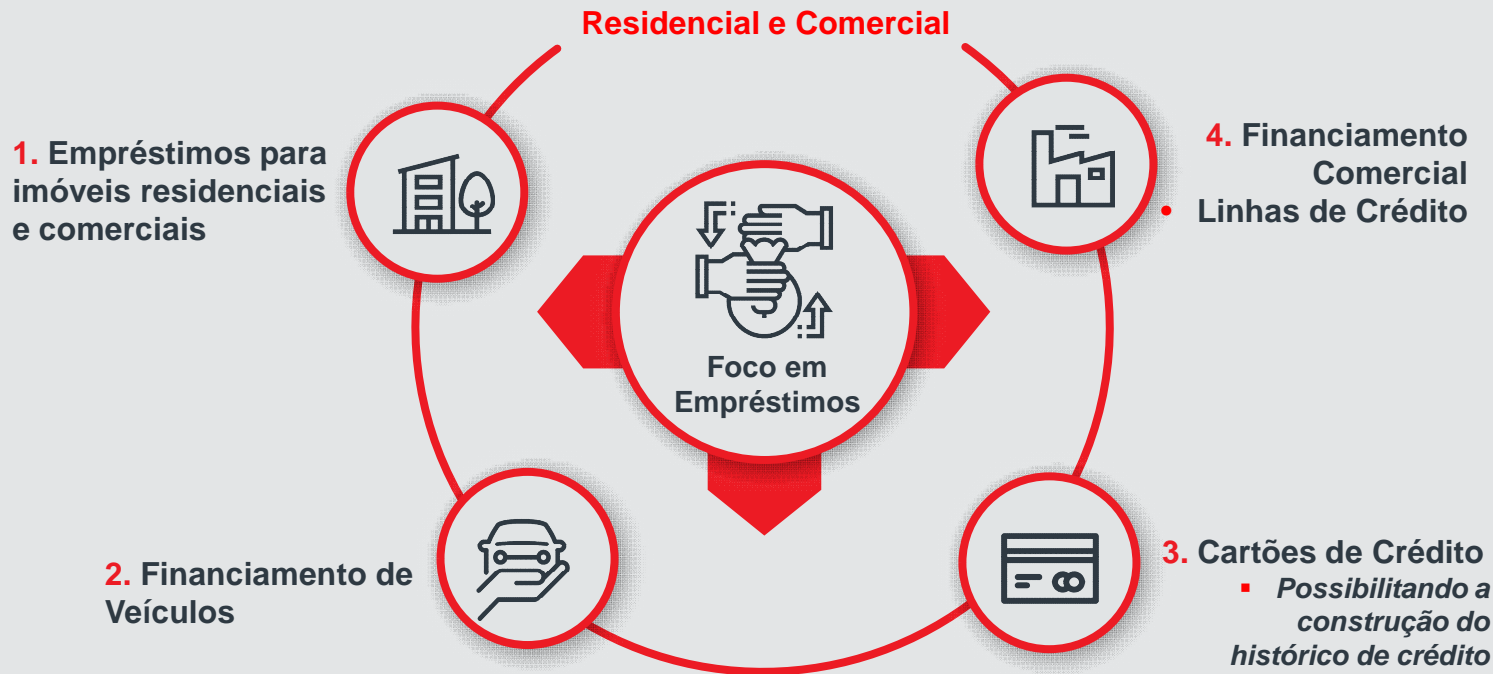 Residencial e Comercial
1. Empréstimos para
imóveis residenciais
e comerciais
4. Financiamento
Comercial
• Linhas de Crédito
Foco em
Empréstimos
2. Financiamento de
Veículos
3. Cartões de Crédito
▪ Possibilitando a
construção do
histórico de crédito